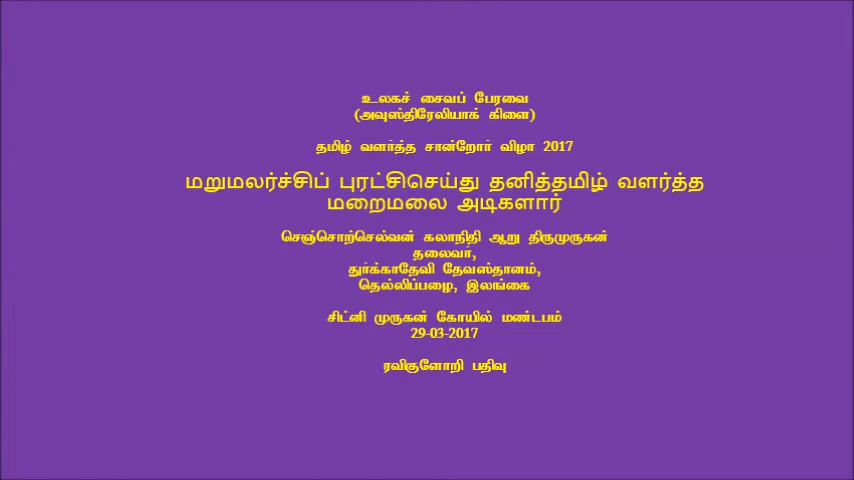 உலகச் சைவப் பேரவை
(அவுஸ்திரேலியாக் கிளை)
தமிழ் வளர்த்த சான்றோர் விழா 2017
மறுமலர்ச்சிப் புரட்சிசெய்து தனித்தமிழ் வளர்த்த
மறைமலை அடிகளார்
செஞ்சொற்செல்வன் கலாநிதி ஆறு திருமுருகன்
தலைவர்,
துர்க்காதேவி தேவஸ்தானம்,
தெல்லிப்பழை, இலங்கை
சிட்னி முருகன் கோயில் மண்டபம்
29-03-2017
ரவிகுளோறி பதிவு